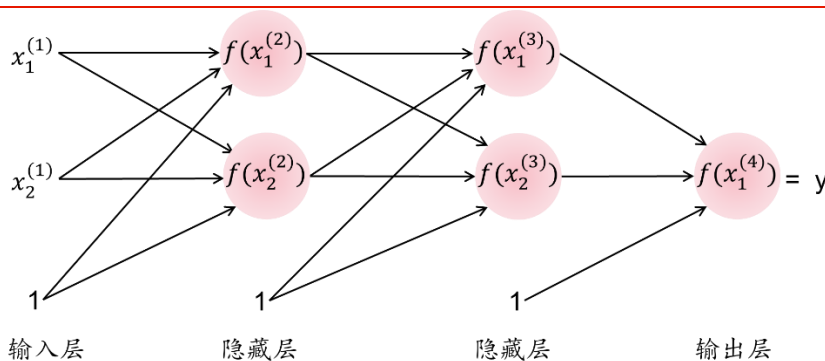 x_1^{(1)} f(x_1^{(2)}) f(x_1^{(3)})
x_2^{(1)} f(x_2^{(2)}) f(x_2^{(3)}) f(x_1^{(4)}) = y
1 1 1
输入层 隐藏层 隐藏层 输出层